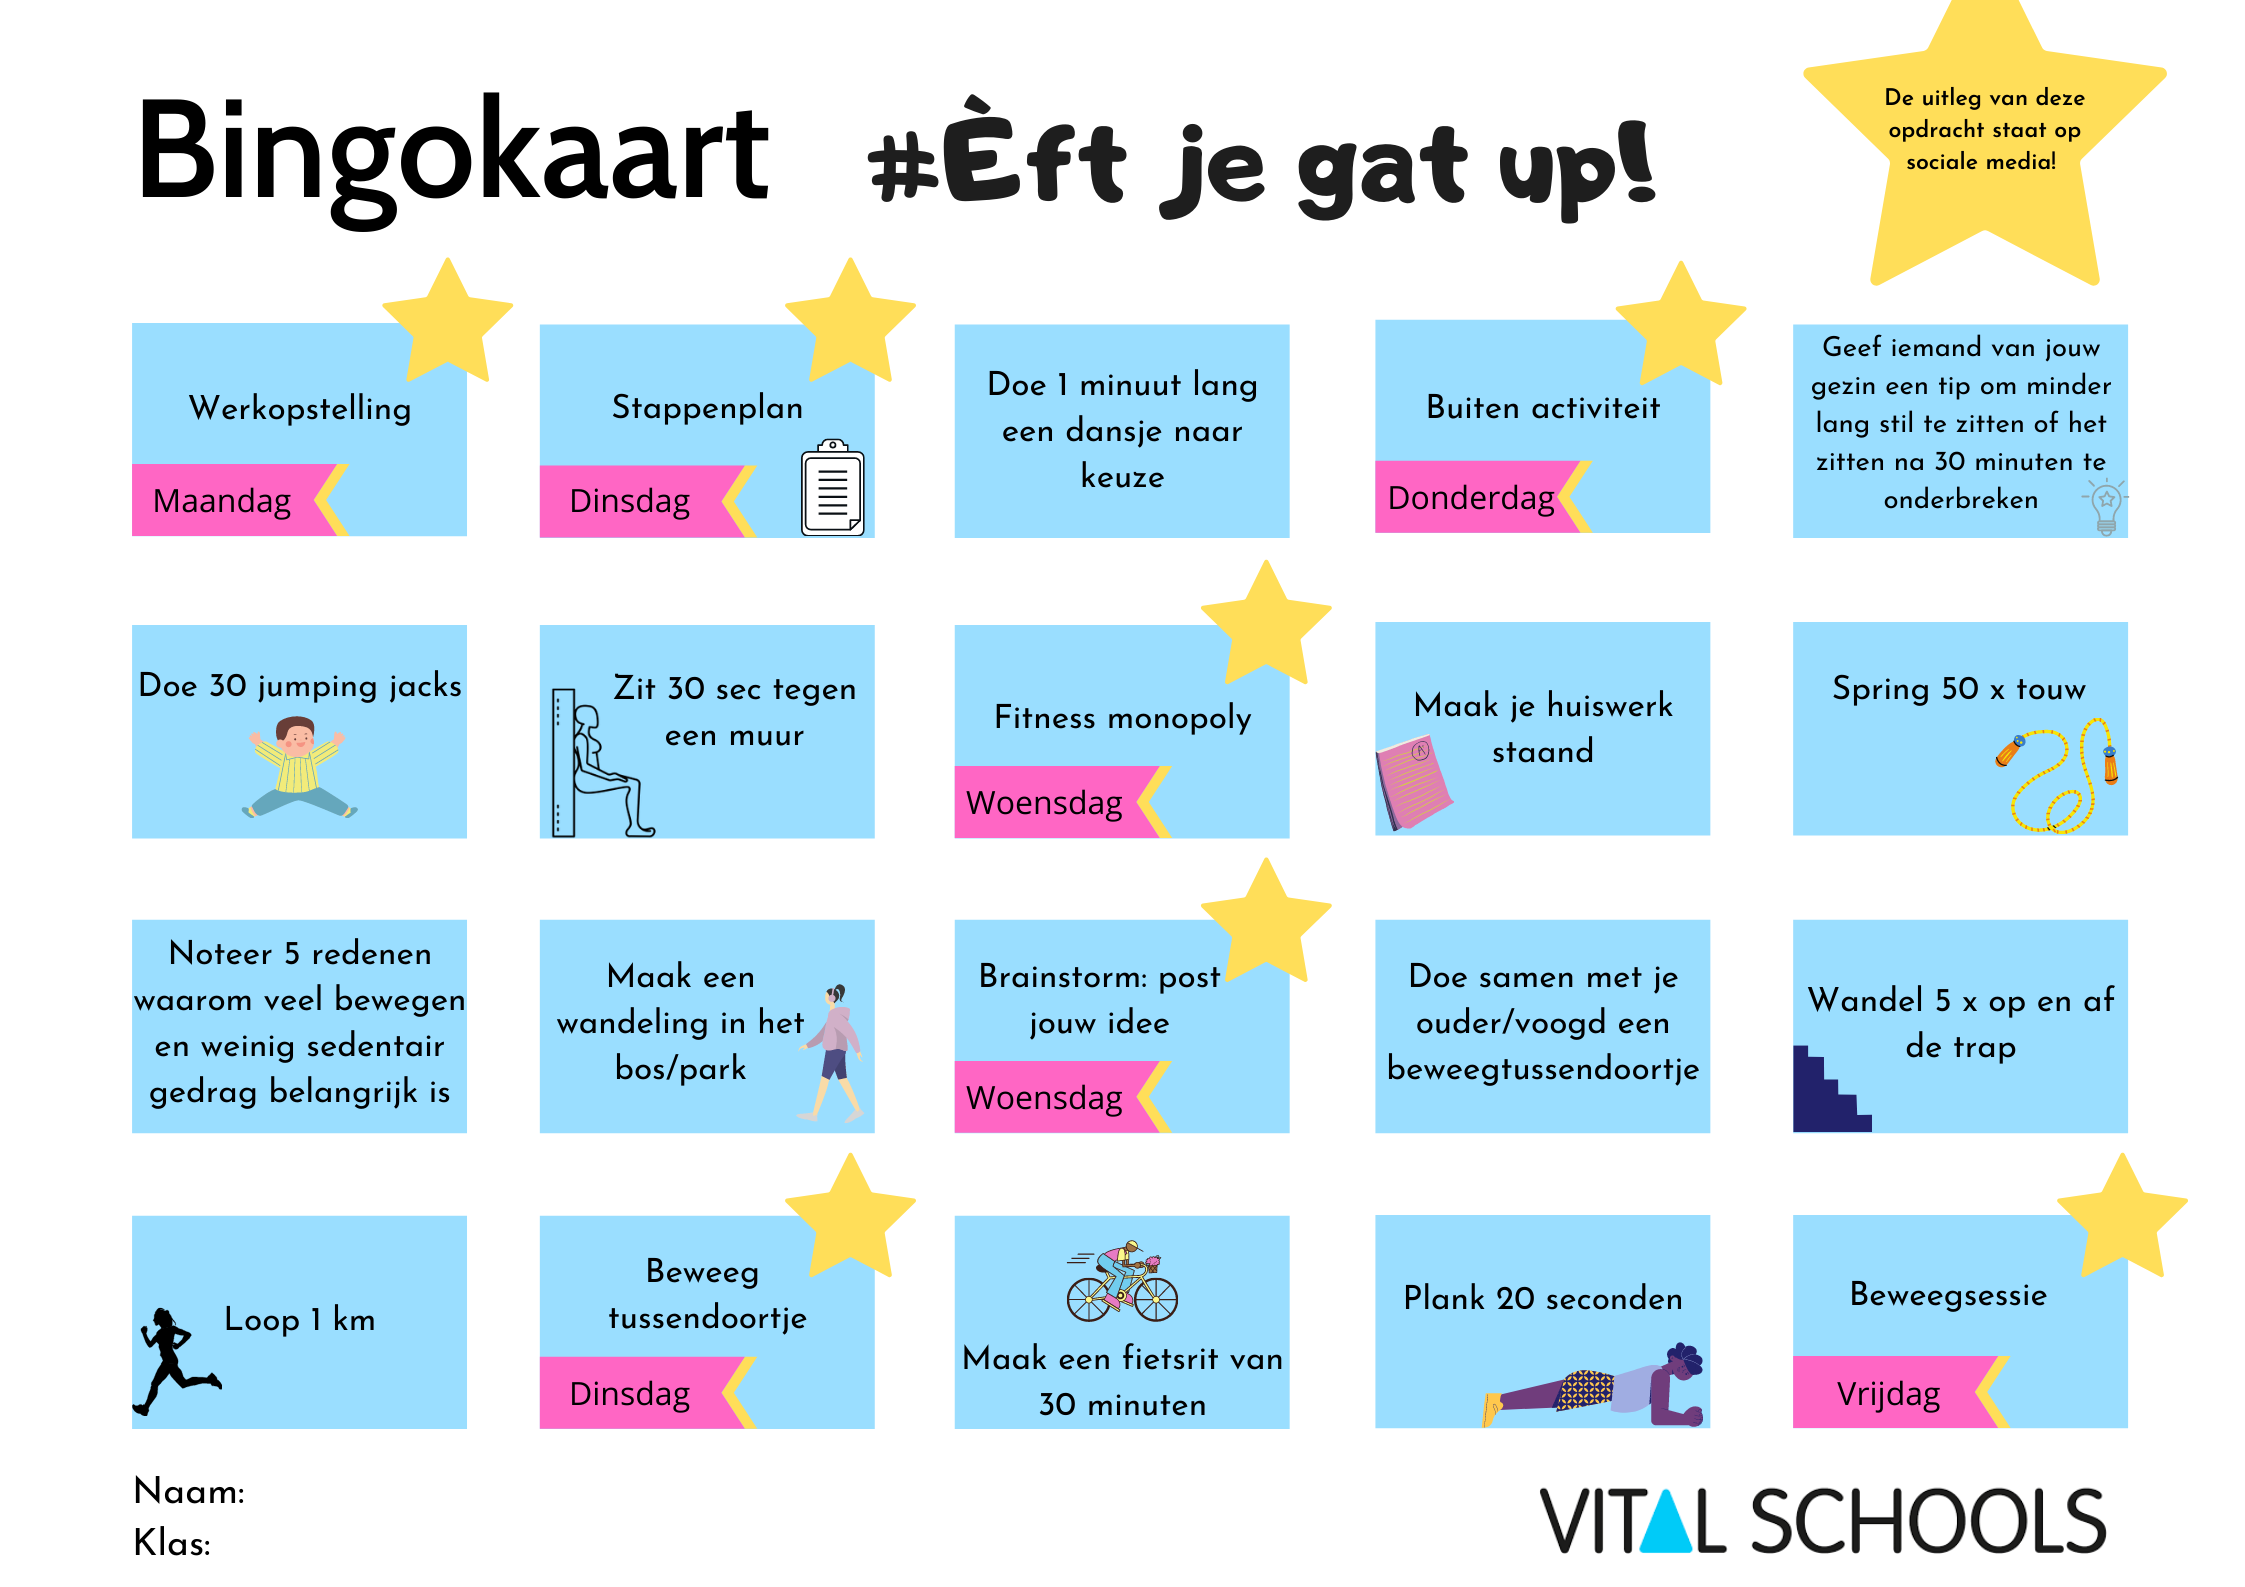 Bingokaart #Èft je gat up!
De uitleg van deze
opdracht staat op
sociale media!
Werkopstelling
Maandag
Stappenplan
Dinsdag
Doe 1 minuut lang
een dansje naar
keuze
Buiten activiteit
Donderdag
Geef iemand van jouw
gezin een tip om minder
lang stil te zitten of het
zitten na 30 minuten te
onderbreken
Doe 30 jumping jacks
Zit 30 sec tegen
een muur
Fitness monopoly
Woensdag
Maak je huiswerk
staand
A
Spring 50 x touw
Noteer 5 redenen
waarom veel bewegen
en weinig sedentair
gedrag belangrijk is
Maak een
wandeling in het
bos/park
Brainstorm: post
jouw idee
Woensdag
Doe samen met je
ouder/voogd een
beweegtussendoortje
Wandel 5 x op en af
de trap
Loop 1 km
Beweeg
tussendoortje
Dinsdag
Maak een fietsrit van
30 minuten
Plank 20 seconden
Beweegsessie
Vrijdag
Naam:
Klas:
VITAL SCHOOLS